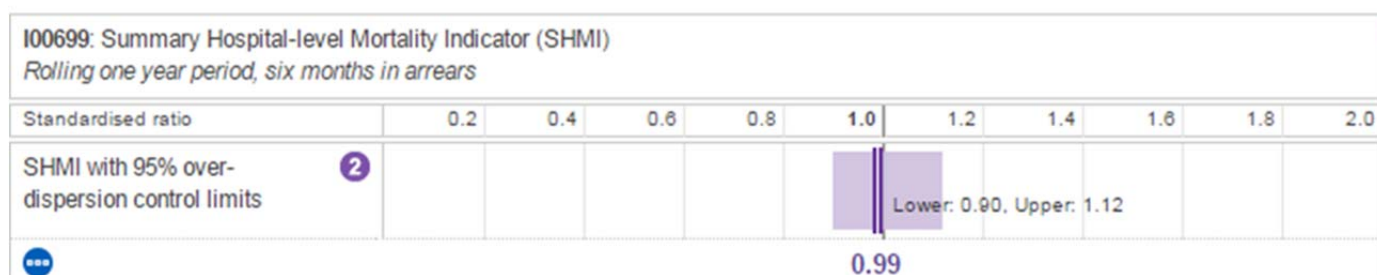 I00699: Summary Hospital-level Mortality Indicator (SHMI)
Rolling one year period, six months in arrears
Standardised ratio 0.2 0.4 0.6 0.8 1.0 1.2 1.4 1.6 1.8 2.0
SHMI with 95% over- 2
dispersion control limits
Lower: 0.90, Upper: 1.12
0.99